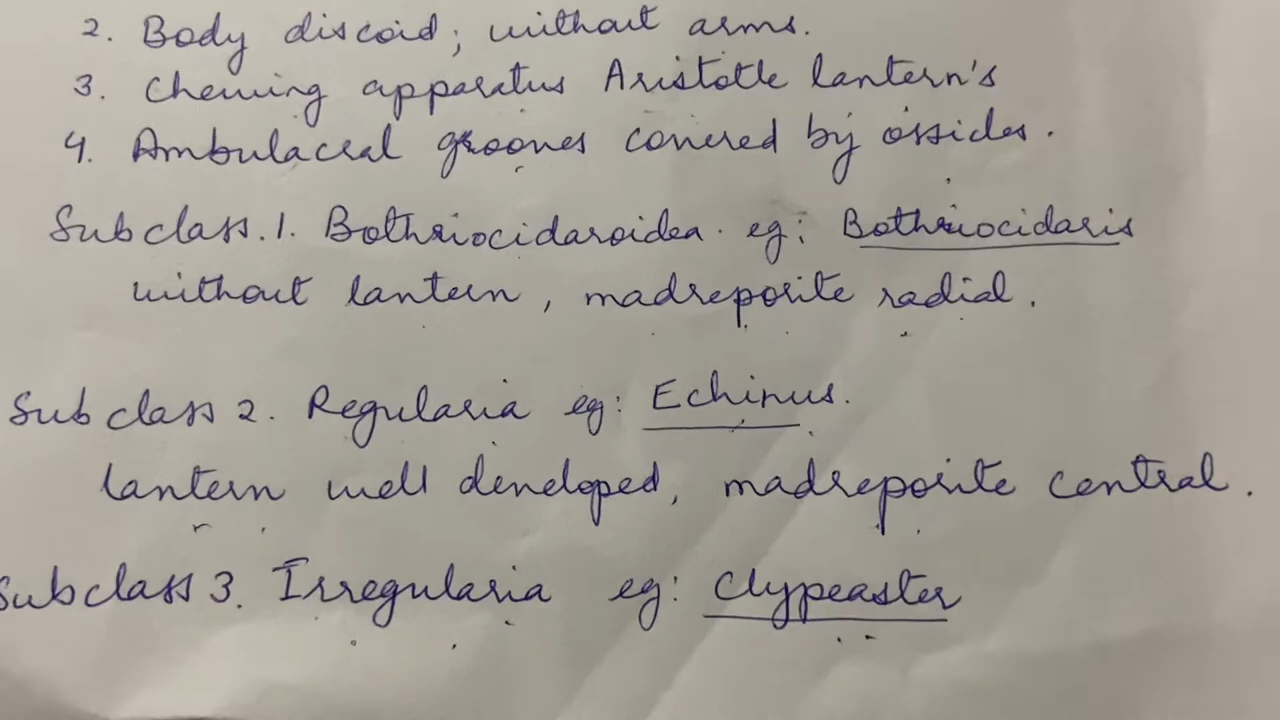 2. Body discoid; without arms.
3. Chewing apparatus Aristotle lantern's
4. Ambulacral grooves covered by ossicles.
Subclass.1. Bothriocidaroidea. eg: Bothriocidaris
without lantern, madreporite radial.
Subclass 2. Regularia eg: Echinus.
lantern well developed, madreporite central.
Subclass 3. Irregularia eg: Clypeaster